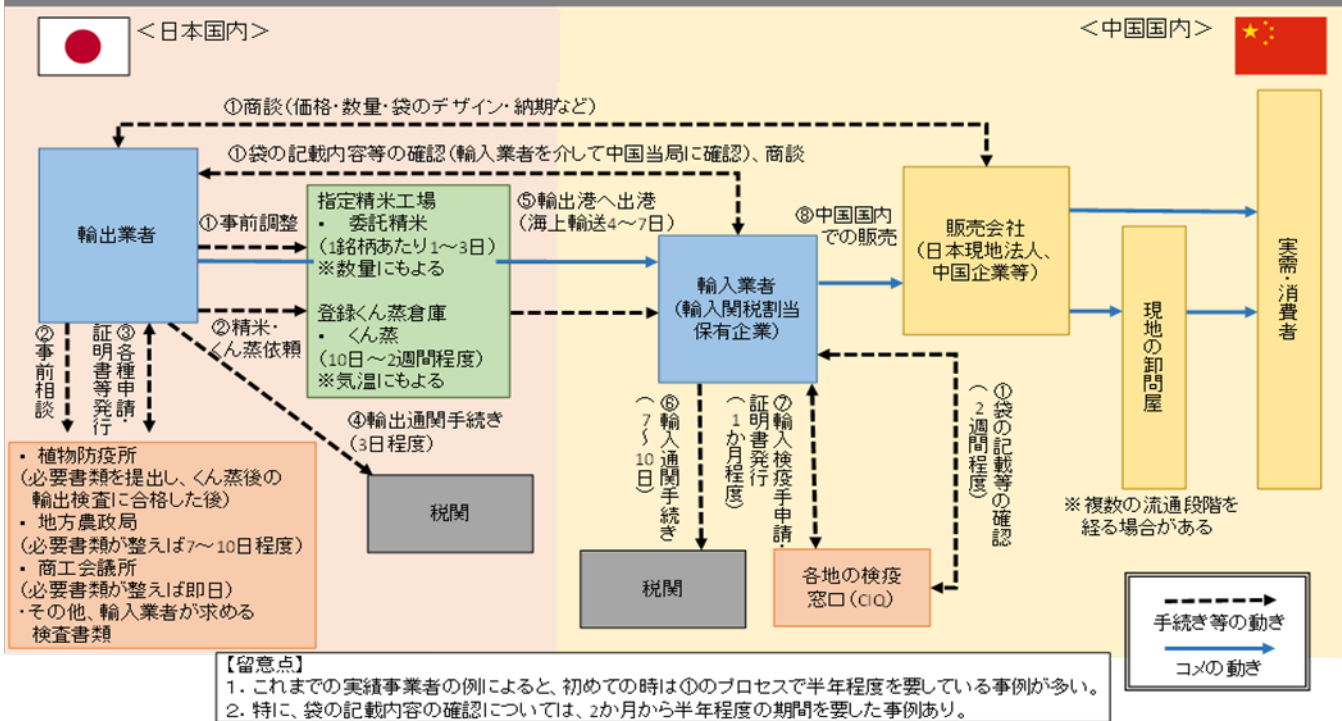 ＜日本国内＞
＜中国国内＞
①商談(価格・数量・袋のデザイン・納期など)
①袋の記載内容等の確認(輸入業者を介して中国当局に確認)、商談
輸出業者
①事前調整
②精米・
くん蒸依頼
指定精米工場
・ 委託精米
(1銘柄あたり1～3日)
※数量にもよる
登録くん蒸倉庫
・ くん蒸
(10日～2週間程度)
※気温にもよる
⑤輸出港へ出港
(海上輸送4～7日)
輸入業者
(輸入関税割当
保有企業)
⑧中国国内
での販売
販売会社
(日本現地法人、
中国企業等)
現地の卸問屋
実需・消費者
※複数の流通段階を
経る場合がある
②事前相談
③各種申請・
証明書等発行
④輸出通関手続き
(3日程度)
税関
・ 植物防疫所
(必要書類を提出し、くん蒸後の
輸出検査に合格した後)
・ 地方農政局
(必要書類が整えば7～10日程度)
・ 商工会議所
(必要書類が整えば即日)
・その他、輸入業者が求める
検査書類
⑥輸入通関手続き
(7～10日)
⑦輸入検疫手申請・
証明書発行
(1か月程度)
①袋の記載等の確認
(2週間程度)
税関
各地の検疫
窓口(CIQ)
手続き等の動き
コメの動き
【留意点】
1. これまでの実績事業者の例によると、初めての時は①のプロセスで半年程度を要している事例が多い。
2. 特に、袋の記載内容の確認については、2か月から半年程度の期間を要した事例あり。